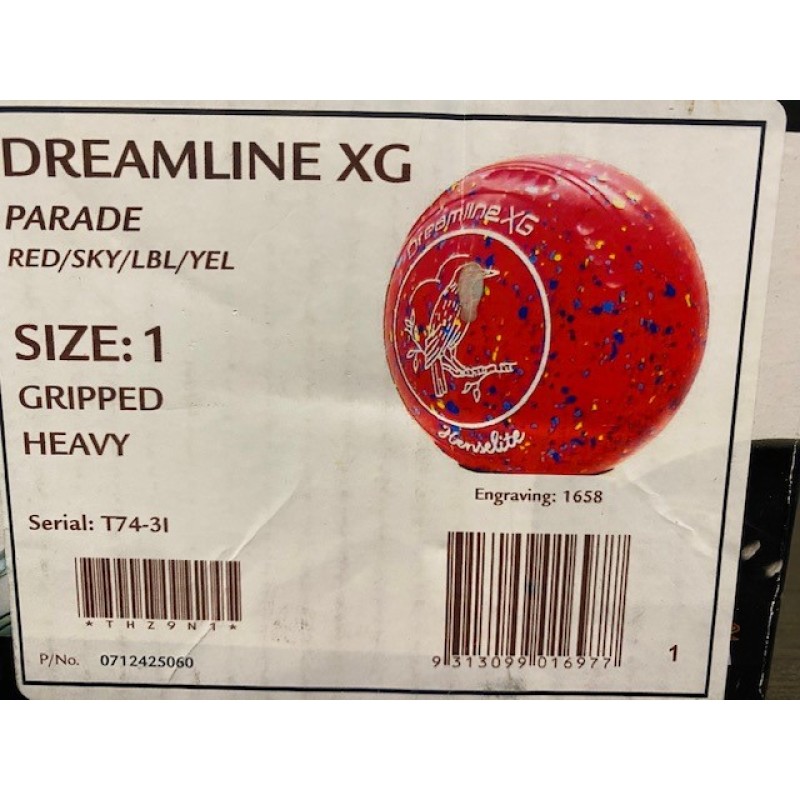 DREAMLINE XG
PARADE
RED/SKY/LBL/YEL
SIZE: 1
GRIPPED
HEAVY
Dreamline XG
Henselite
Engraving: 1658
Serial: T74-3I
*THZ9N1*
P/No. 0712425060
9 313099 016977
1